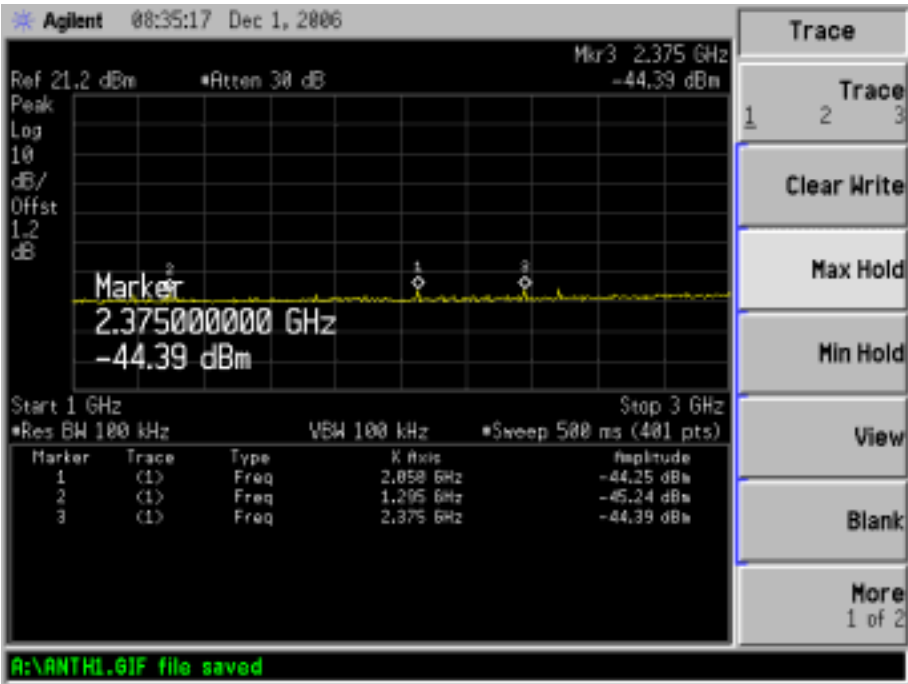 Agilent 08:35:17 Dec 1, 2006
Mkr3 2.375 GHz
Ref 21.2 dBm *Atten 30 dB -44.39 dBm
Peak
Log
10
dB/
Offst
1.2
dB
2 1 3
Marker
2.375000000 GHz
-44.39 dBm
Start 1 GHz Stop 3 GHz
*Res BW 100 kHz VBW 100 kHz *Sweep 500 ms (401 pts)
Marker Trace Type X Axis Amplitude
1 (1) Freq 2.050 GHz -44.25 dBm
2 (1) Freq 1.295 GHz -45.24 dBm
3 (1) Freq 2.375 GHz -44.39 dBm
A:\ANTH1.GIF file saved
Trace
Trace
1 2 3
Clear Write
Max Hold
Min Hold
View
Blank
More
1 of 2